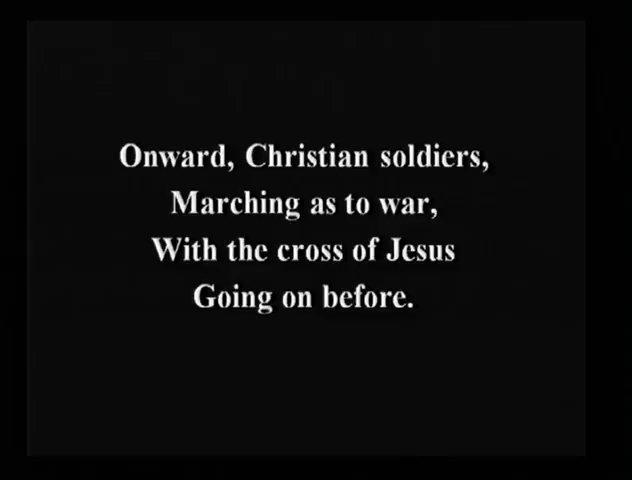 Onward, Christian soldiers,
Marching as to war,
With the cross of Jesus
Going on before.